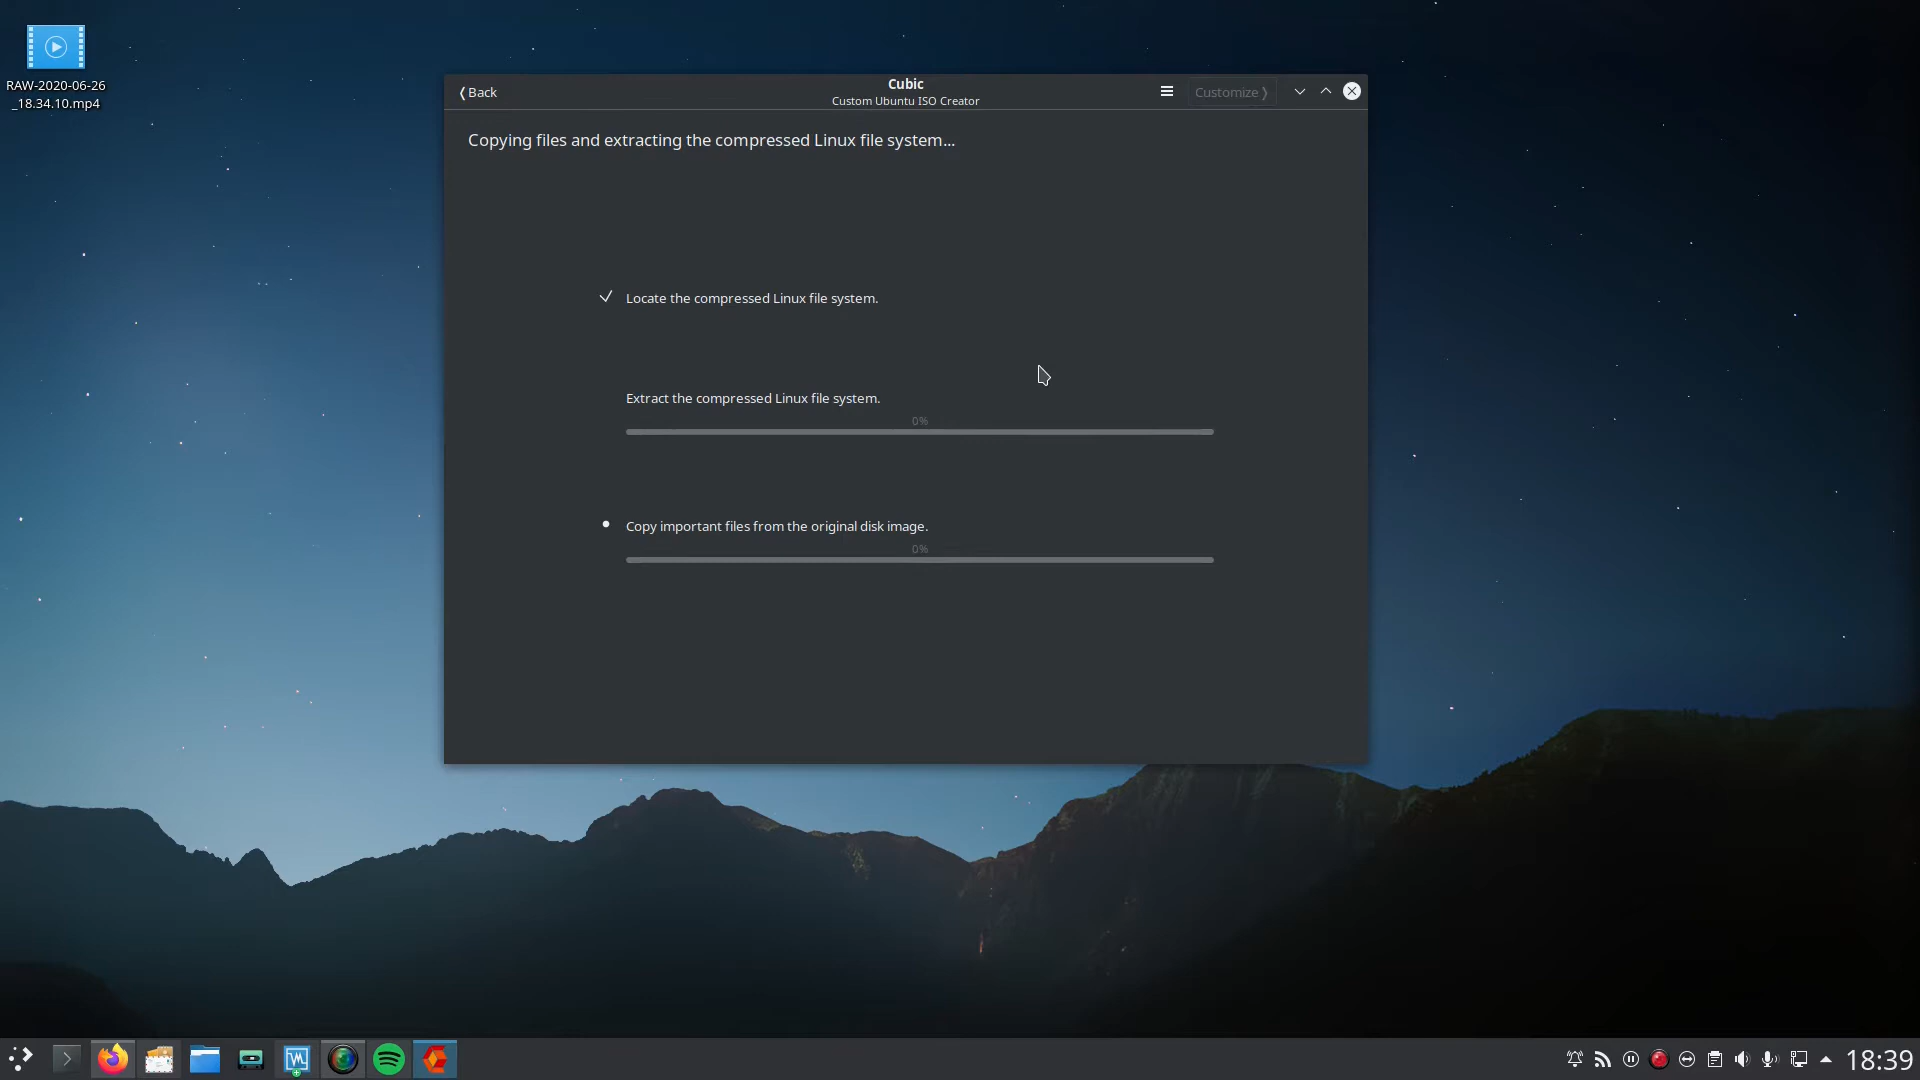 RAW-2020-06-26
_18.34.10.mp4
Back
Cubic
Custom Ubuntu ISO Creator
Customize
Copying files and extracting the compressed Linux file system...
Locate the compressed Linux file system.
Extract the compressed Linux file system.
0%
Copy important files from the original disk image.
0%
18:39